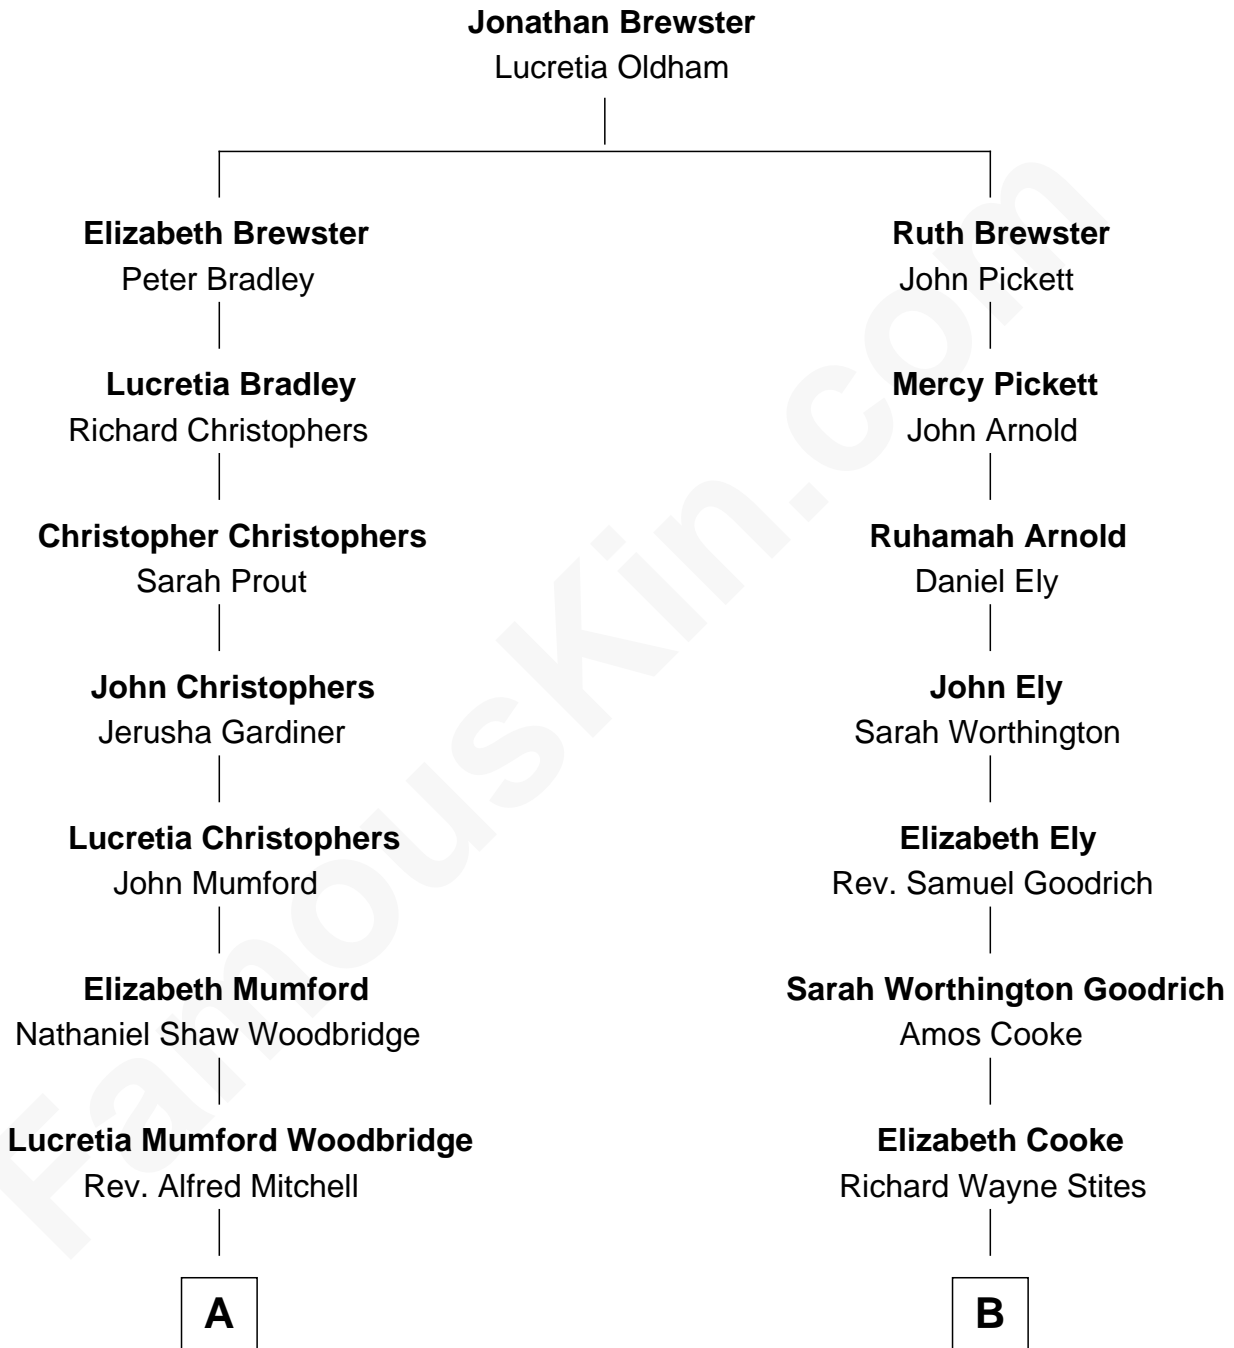 Jonathan Brewster
Lucretia Oldham
Elizabeth Brewster
Peter Bradley
Ruth Brewster
John Pickett
Lucretia Bradley
Richard Christophers
Mercy Pickett
John Arnold
Christopher Christophers
Sarah Prout
Ruhamah Arnold
Daniel Ely
John Christophers
Jerusha Gardiner
John Ely
Sarah Worthington
Lucretia Christophers
John Mumford
Elizabeth Ely
Rev. Samuel Goodrich
Elizabeth Mumford
Nathaniel Shaw Woodbridge
Sarah Worthington Goodrich
Amos Cooke
Lucretia Mumford Woodbridge
Rev. Alfred Mitchell
Elizabeth Cooke
Richard Wayne Stites
A
B
FamousKin.com